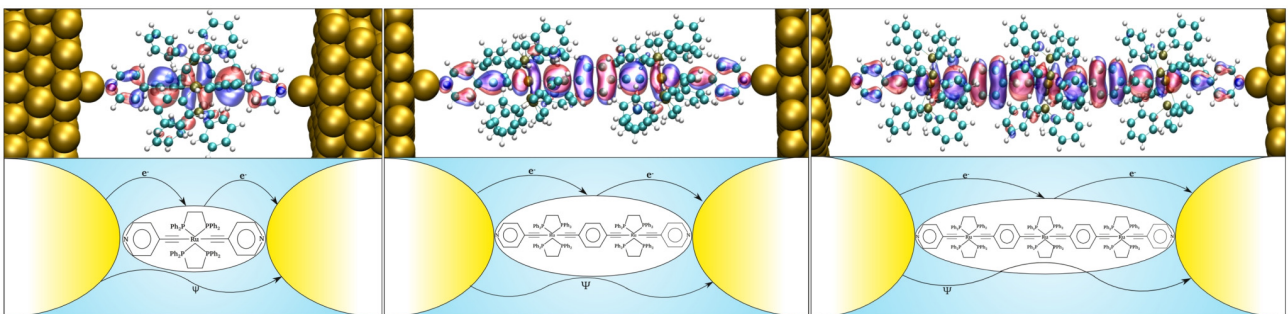 e⁻ e⁻
Ph₂P PPh₂
N Ru N
Ph₂P PPh₂
Ψ
e⁻ e⁻
Ph₂P PPh₂ Ph₂P PPh₂
N Ru Ru N
Ph₂P PPh₂ Ph₂P PPh₂
Ψ
e⁻ e⁻
Ph₂P PPh₂ Ph₂P PPh₂ Ph₂P PPh₂
N Ru Ru Ru N
Ph₂P PPh₂ Ph₂P PPh₂ Ph₂P PPh₂
Ψ